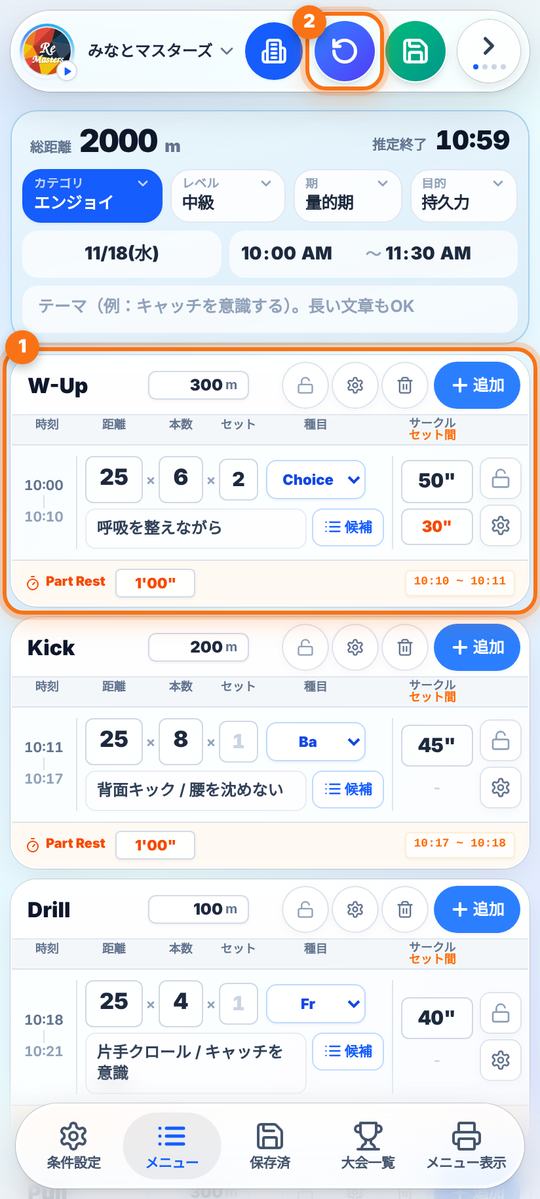 2
Re
Masters
みなとマスターズ
総距離 2000 m
推定終了 10:59
カテゴリ
エンジョイ
レベル
中級
期
量的期
目的
持久力
11/18(水)
10:00 AM ～ 11:30 AM
テーマ（例：キャッチを意識する）。長い文章もOK
1
W-Up 300 m + 追加
時刻 距離 本数 セット 種目 サークル
セット間
10:00
10:10
25 × 6 × 2 Choice 50"
呼吸を整えながら 候補 30"
Part Rest 1'00" 10:10 ~ 10:11
Kick 200 m + 追加
時刻 距離 本数 セット 種目 サークル
セット間
10:11
10:17
25 × 8 × 1 Ba 45"
背面キック / 腰を沈めない 候補 -
Part Rest 1'00" 10:17 ~ 10:18
Drill 100 m + 追加
時刻 距離 本数 セット 種目 サークル
セット間
10:18
10:21
25 × 4 × 1 Fr 40"
片手クロール / キャッチを
意識
候補 -
条件設定 メニュー 保存済 大会一覧 メニュー表示